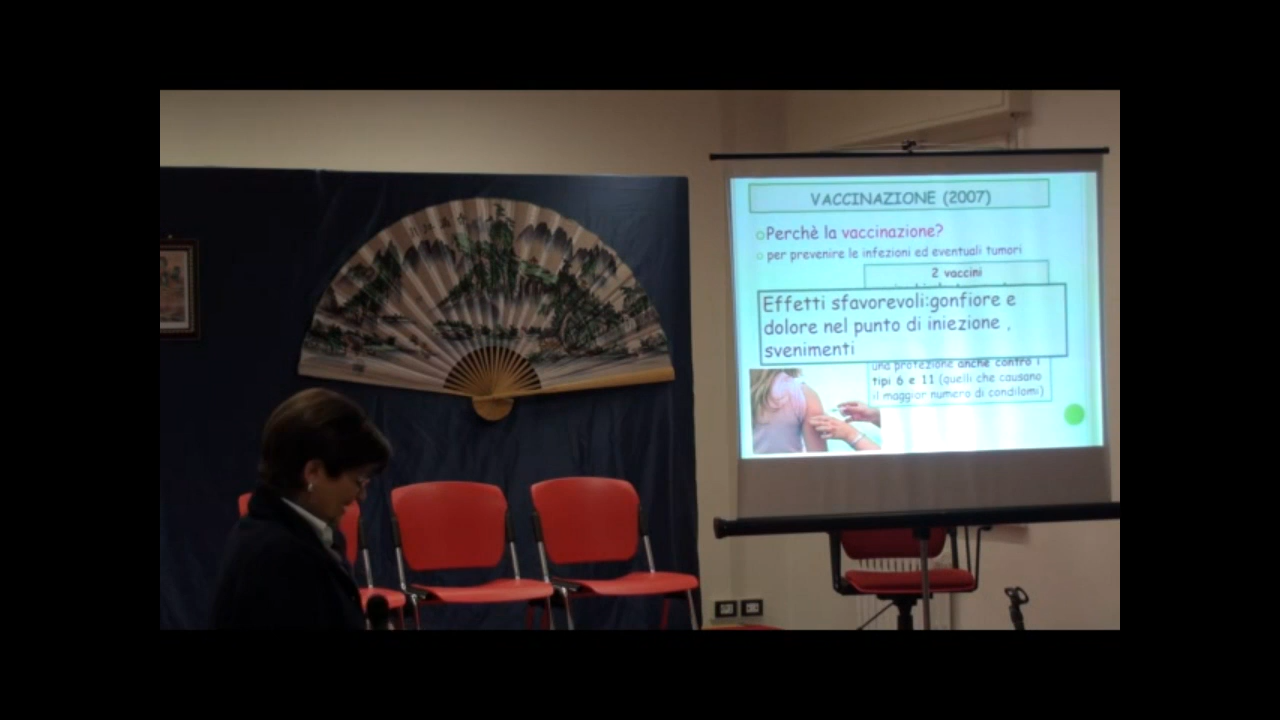 VACCINAZIONE (2007)
Perchè la vaccinazione?
per prevenire le infezioni ed eventuali tumori
2 vaccini
Effetti sfavorevoli:gonfiore e
dolore nel punto di iniezione ,
svenimenti
una protezione anche contro i
tipi 6 e 11 (quelli che causano
il maggior numero di condilomi)